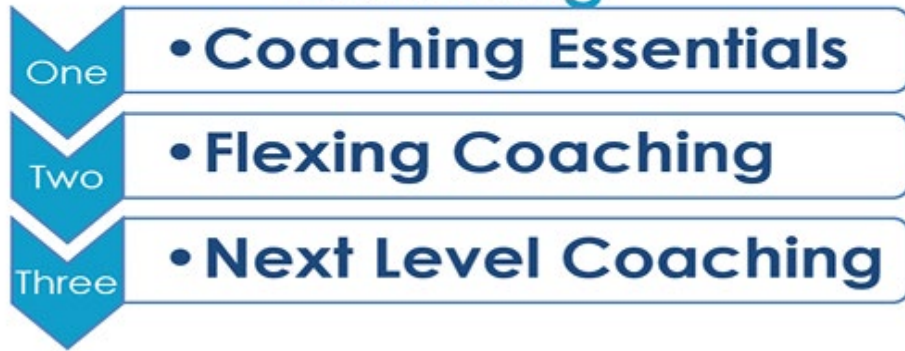 One
• Coaching Essentials
Two
• Flexing Coaching
Three
• Next Level Coaching